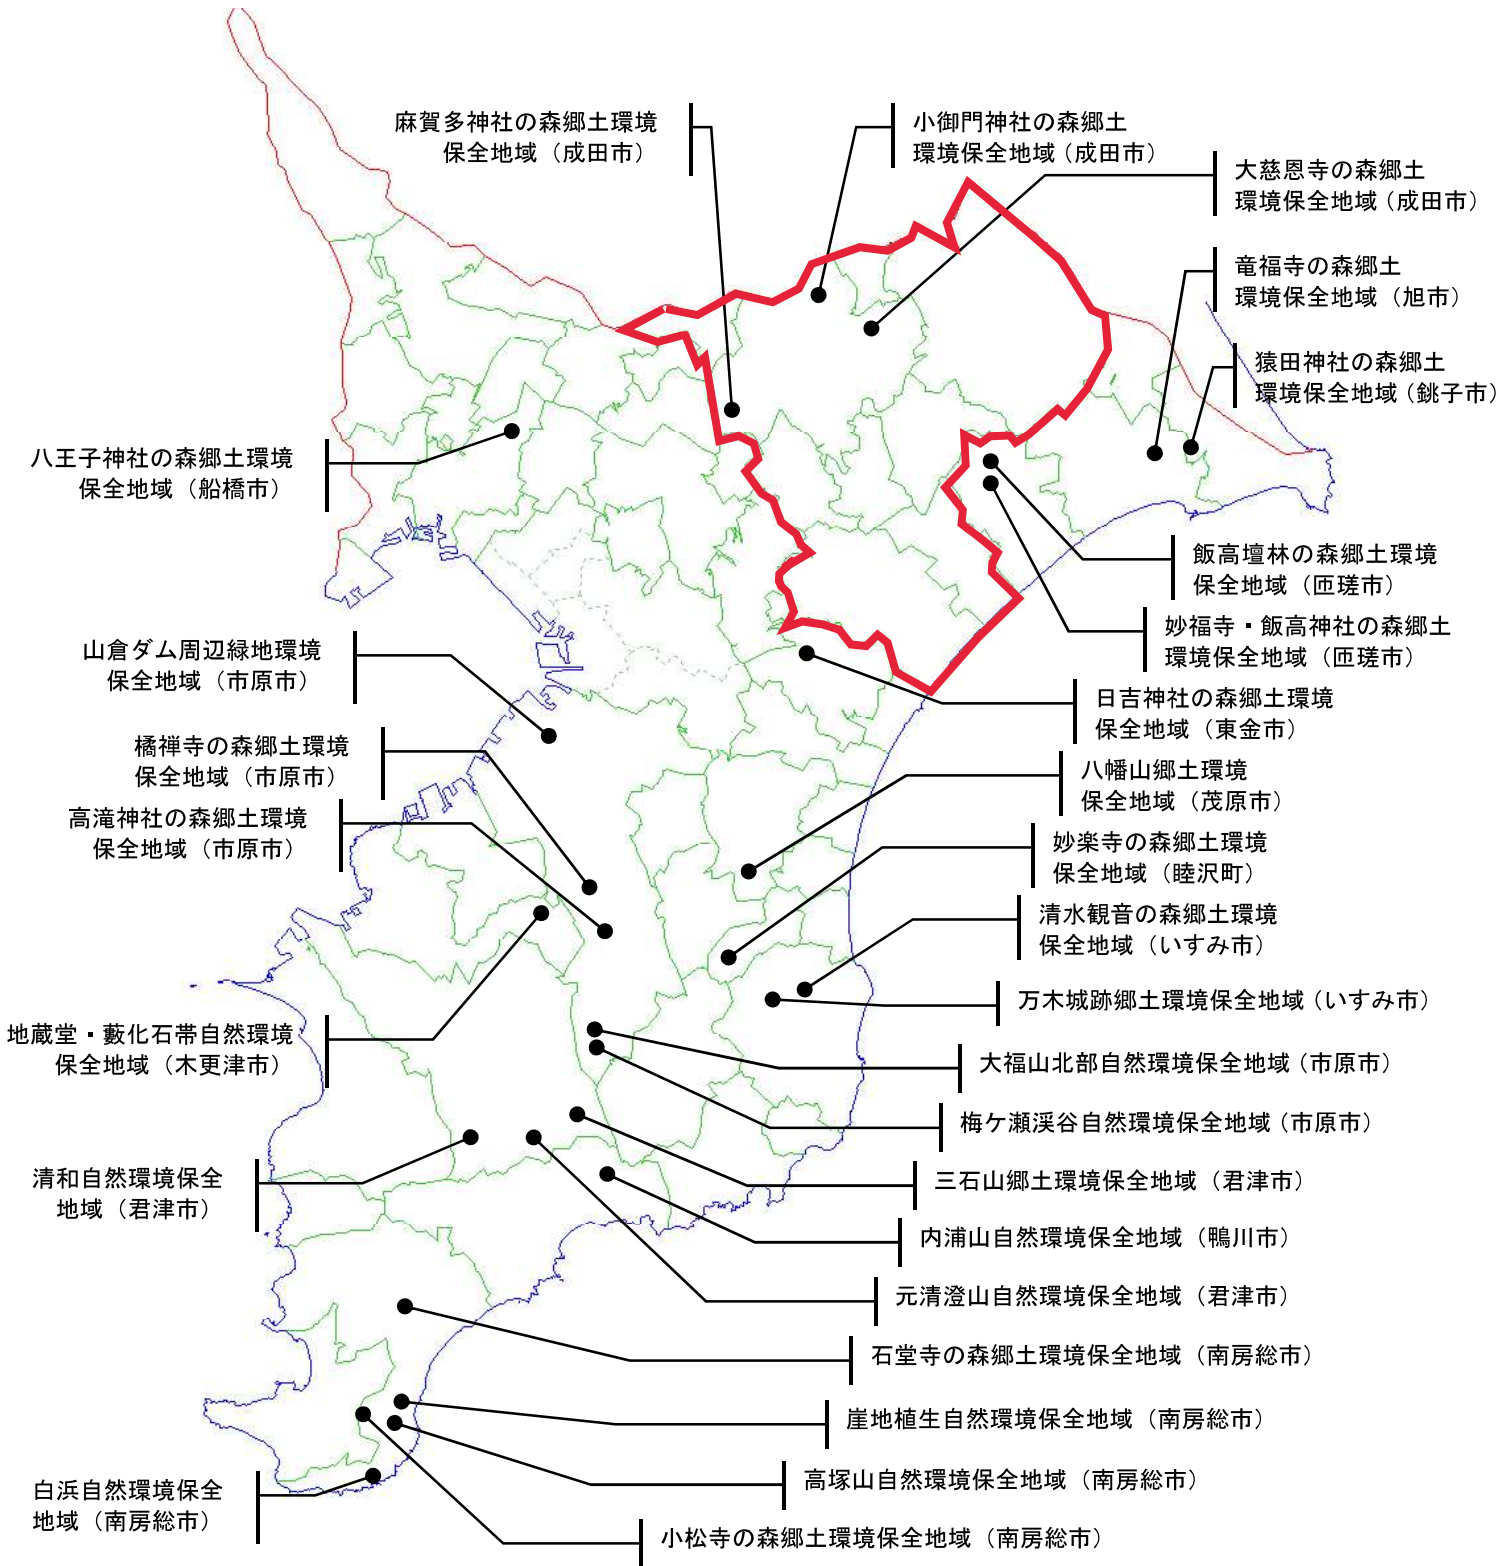 麻賀多神社の森郷土環境
保全地域（成田市）
小御門神社の森郷土
環境保全地域（成田市）
大慈恩寺の森郷土
環境保全地域（成田市）
竜福寺の森郷土
環境保全地域（旭市）
猿田神社の森郷土
環境保全地域（銚子市）
八王子神社の森郷土環境
保全地域（船橋市）
飯高壇林の森郷土環境
保全地域（匝瑳市）
妙福寺・飯高神社の森郷土
環境保全地域（匝瑳市）
山倉ダム周辺緑地環境
保全地域（市原市）
日吉神社の森郷土環境
保全地域（東金市）
橘禅寺の森郷土環境
保全地域（市原市）
八幡山郷土環境
保全地域（茂原市）
高滝神社の森郷土環境
保全地域（市原市）
妙楽寺の森郷土環境
保全地域（睦沢町）
清水観音の森郷土環境
保全地域（いすみ市）
万木城跡郷土環境保全地域（いすみ市）
地蔵堂・藪化石帯自然環境
保全地域（木更津市）
大福山北部自然環境保全地域（市原市）
梅ケ瀬渓谷自然環境保全地域（市原市）
清和自然環境保全
地域（君津市）
三石山郷土環境保全地域（君津市）
内浦山自然環境保全地域（鴨川市）
元清澄山自然環境保全地域（君津市）
石堂寺の森郷土環境保全地域（南房総市）
崖地植生自然環境保全地域（南房総市）
高塚山自然環境保全地域（南房総市）
白浜自然環境保全
地域（南房総市）
小松寺の森郷土環境保全地域（南房総市）